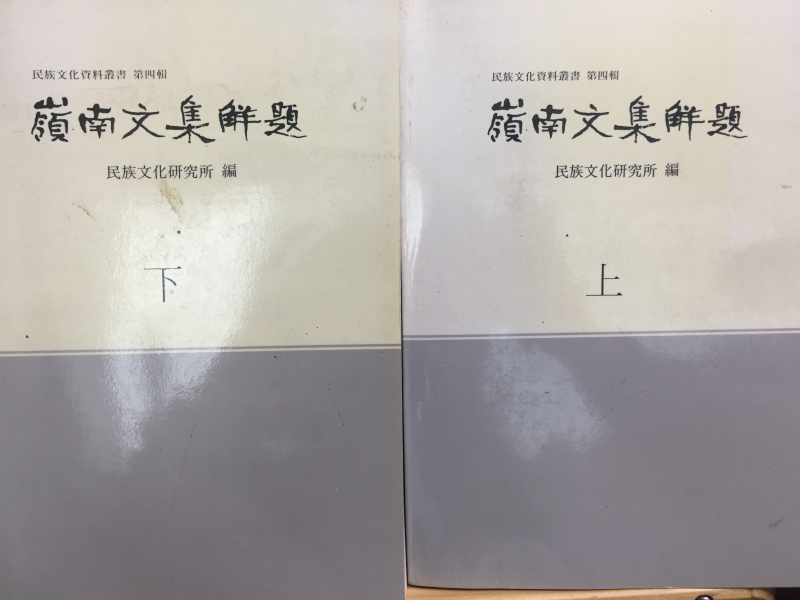 民族文化資料叢書 第四輯
嶺南文集解題
民族文化研究所 編
下
民族文化資料叢書 第四輯
嶺南文集解題
民族文化研究所 編
上